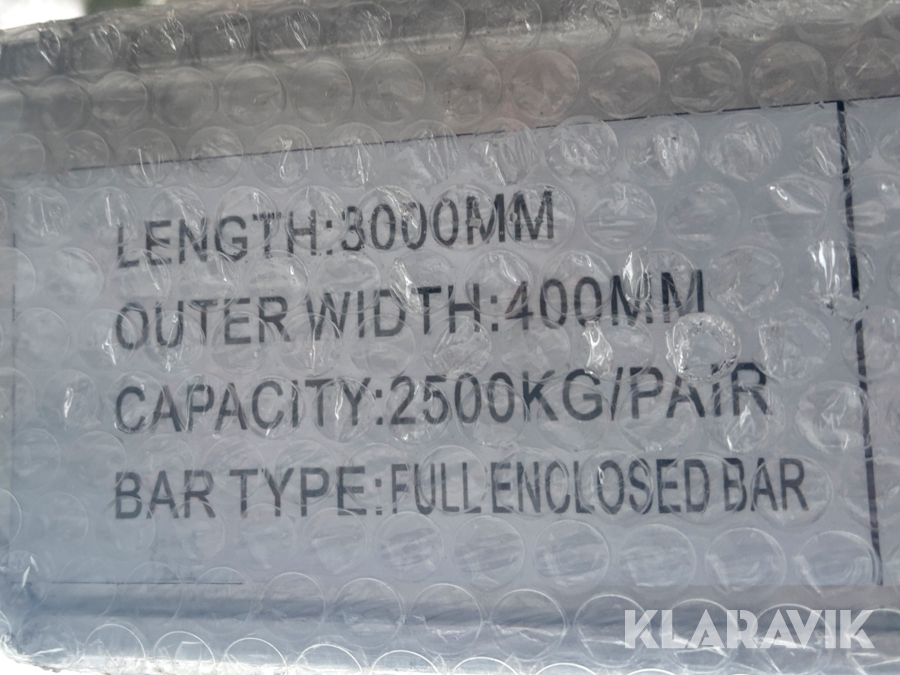 LENGTH:3000MM
OUTER WIDTH:400MM
CAPACITY:2500KG/PAIR
BAR TYPE:FULL ENCLOSED BAR
KLARAVIK